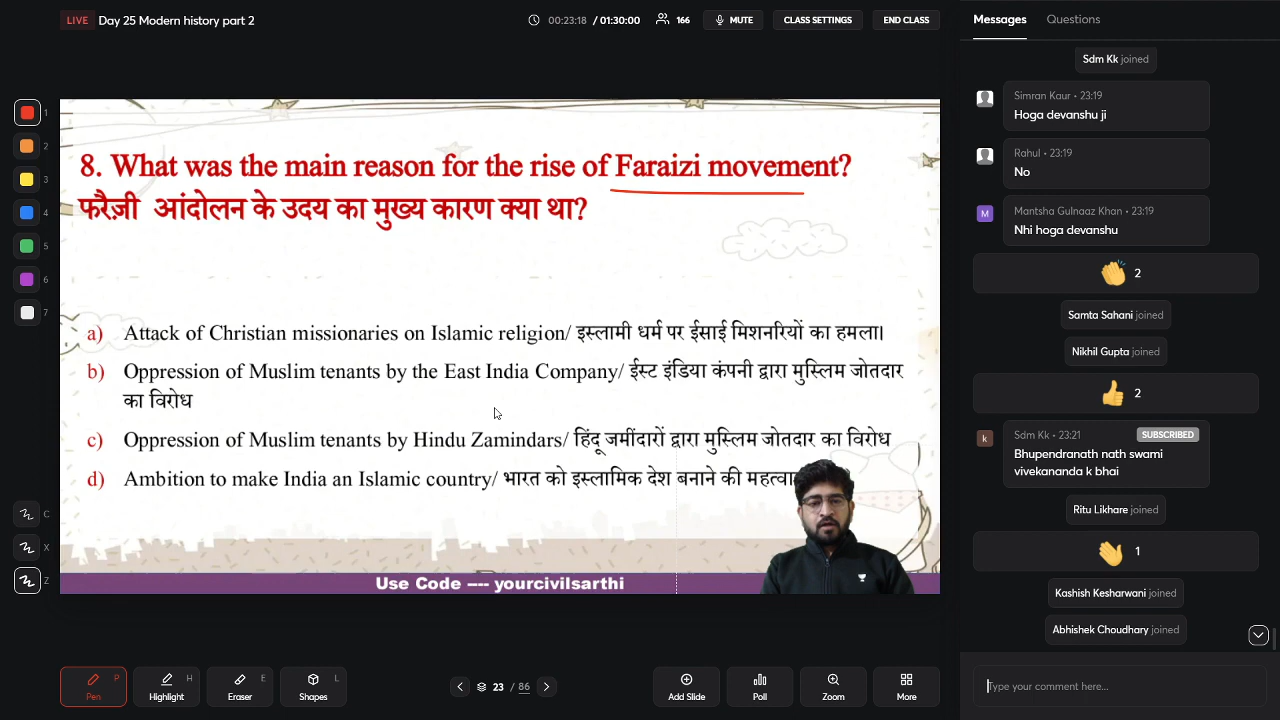 LIVE Day 25 Modern history part 2
00:23:18 / 01:30:00
166
MUTE
CLASS SETTINGS
END CLASS
1
2
3
4
5
6
7
C
X
Z
8. What was the main reason for the rise of Faraizi movement?
फरैज़ी आंदोलन के उदय का मुख्य कारण क्या था?
a) Attack of Christian missionaries on Islamic religion/ इस्लामी धर्म पर ईसाई मिशनरियों का हमला।
b) Oppression of Muslim tenants by the East India Company/ ईस्ट इंडिया कंपनी द्वारा मुस्लिम जोतदार
का विरोध
c) Oppression of Muslim tenants by Hindu Zamindars/ हिंदू जमींदारों द्वारा मुस्लिम जोतदार का विरोध
d) Ambition to make India an Islamic country/ भारत को इस्लामिक देश बनाने की
Use Code ---- yourcivilsarthi
Pen P
Highlight H
Eraser E
Shapes L
23 / 86
Add Slide
Poll
Zoom
More
Messages
Questions
Sdm Kk joined
Simran Kaur • 23:19
Hoga devanshu ji
Rahul • 23:19
No
M
Mantsha Gulnaaz Khan • 23:19
Nhi hoga devanshu
2
Samta Sahani joined
Nikhil Gupta joined
2
k
Sdm Kk • 23:21
SUBSCRIBED
Bhupendranath nath swami
vivekananda k bhai
Ritu Likhare joined
1
Kashish Kesharwani joined
Abhishek Choudhary joined
Type your comment here...